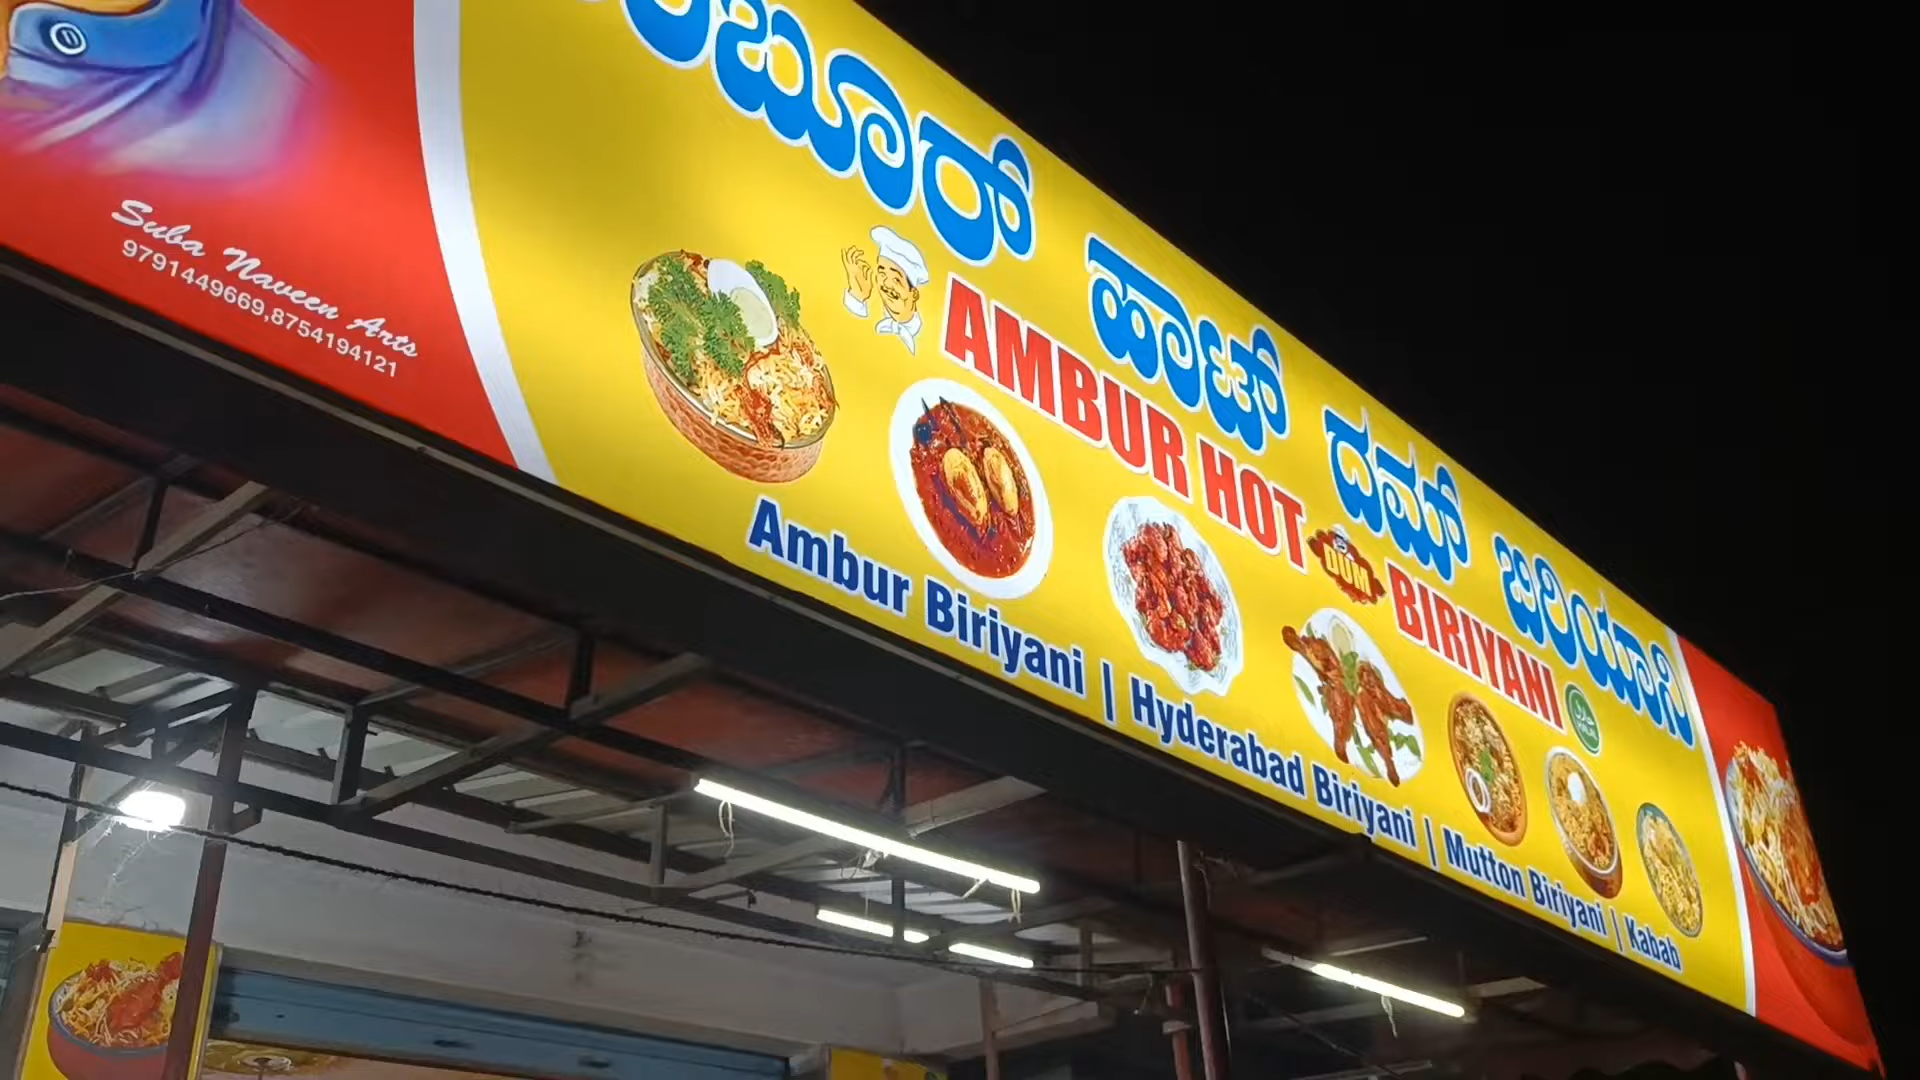 ಂಬೂರ್ ಹಾಟ್ ದಮ್ ಬಿರಿಯಾನಿ
AMBUR HOT DUM BIRIYANI
Ambur Biriyani | Hyderabad Biriyani | Mutton Biriyani | Kabab
Suba Naveen Arts
9791449669,8754194121